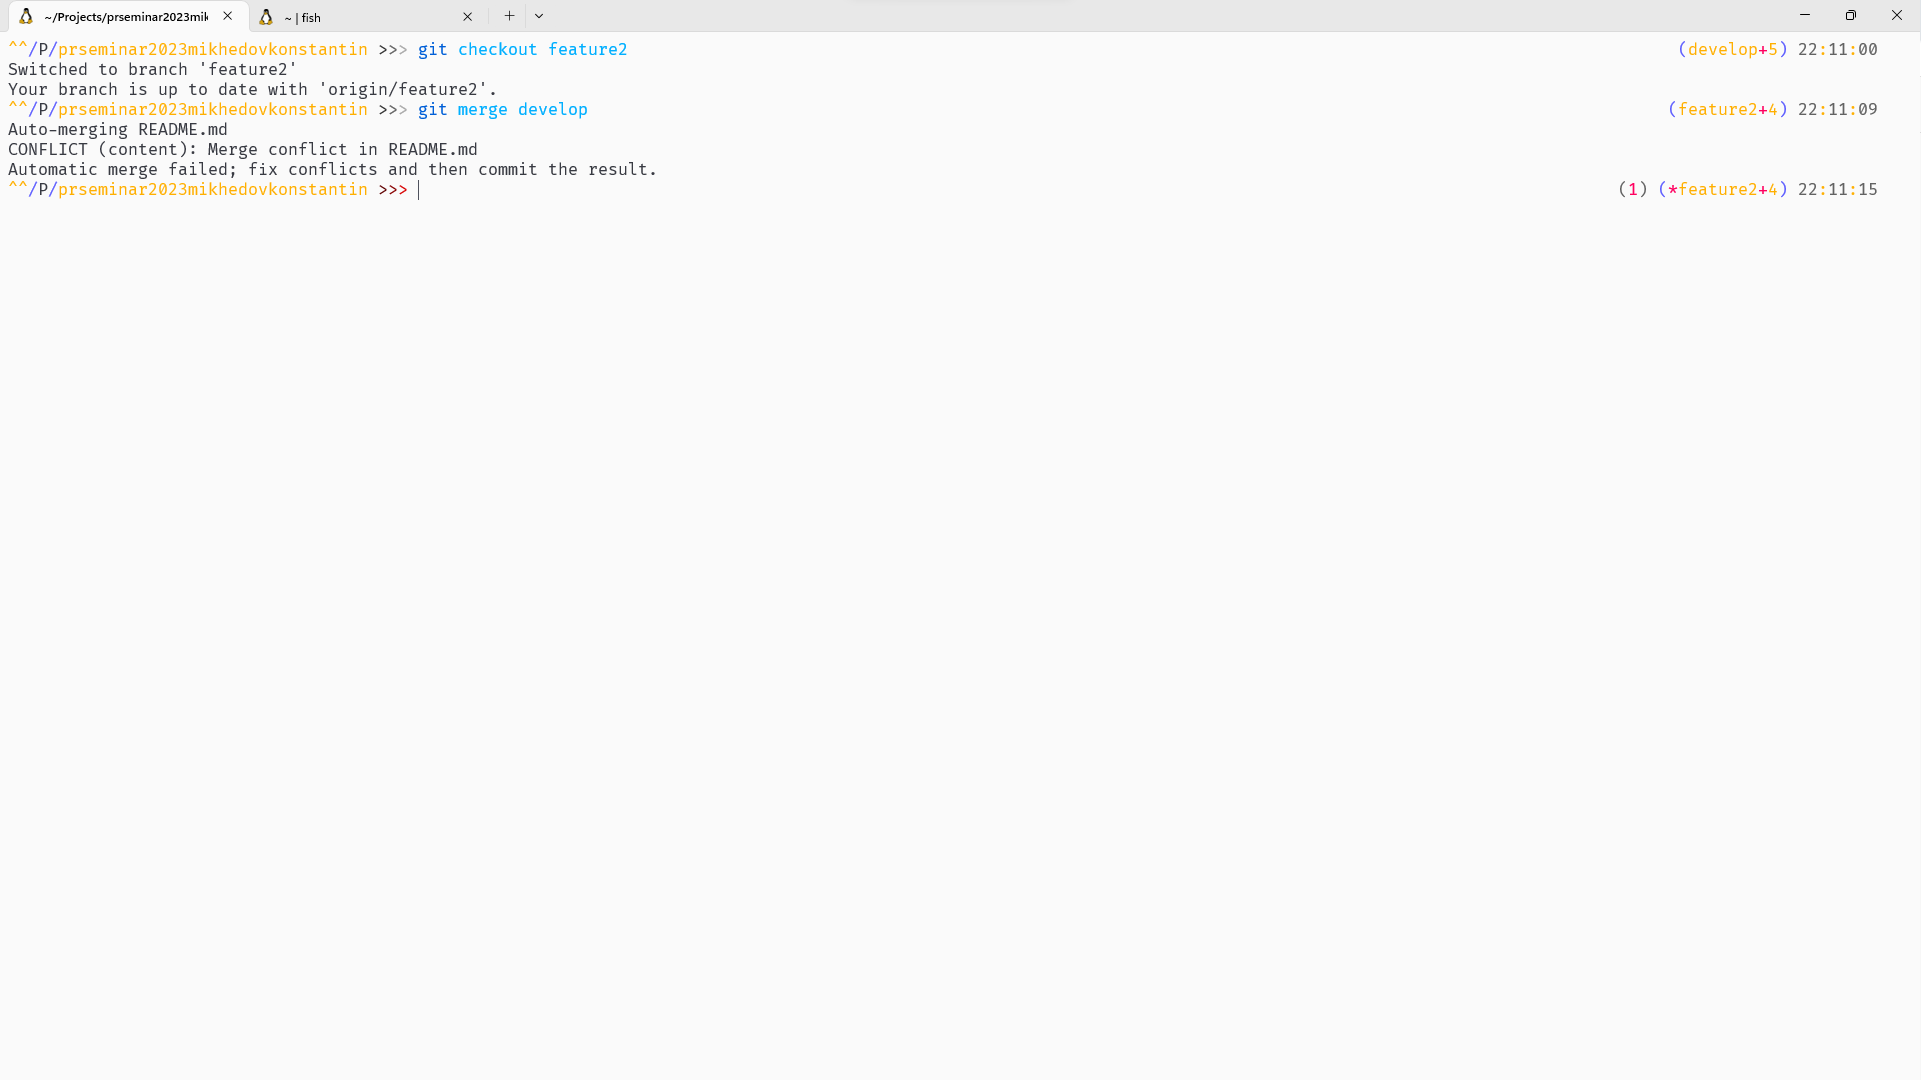 ~/Projects/prseminar2023mik
~ | fish
^^/P/prseminar2023mikhedovkonstantin >>> git checkout feature2 (develop+5) 22:11:00
Switched to branch 'feature2'
Your branch is up to date with 'origin/feature2'.
^^/P/prseminar2023mikhedovkonstantin >>> git merge develop (feature2+4) 22:11:09
Auto-merging README.md
CONFLICT (content): Merge conflict in README.md
Automatic merge failed; fix conflicts and then commit the result.
^^/P/prseminar2023mikhedovkonstantin >>> (1) (*feature2+4) 22:11:15